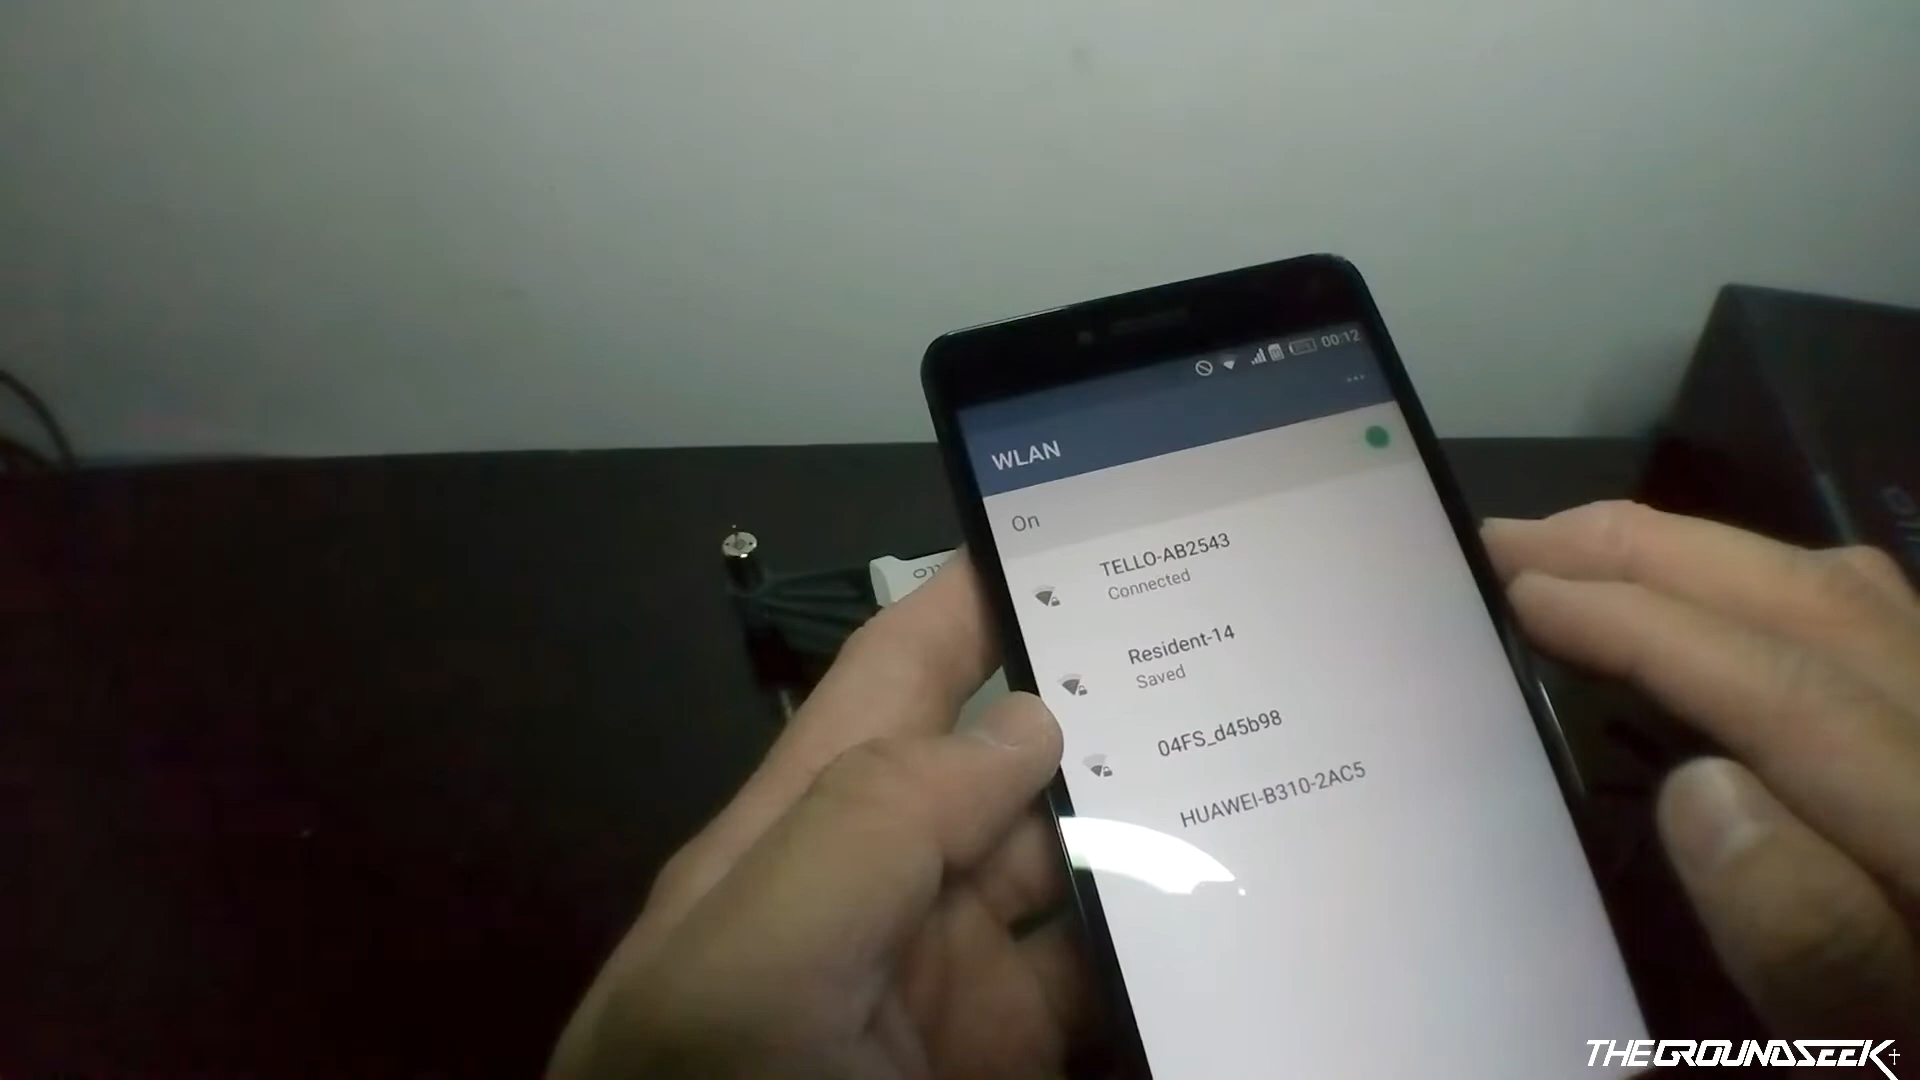 00:12
WLAN
On
TELLO-AB2543
Connected
Resident-14
Saved
04FS_d45b98
HUAWEI-B310-2AC5
THEGROUNDSEEK